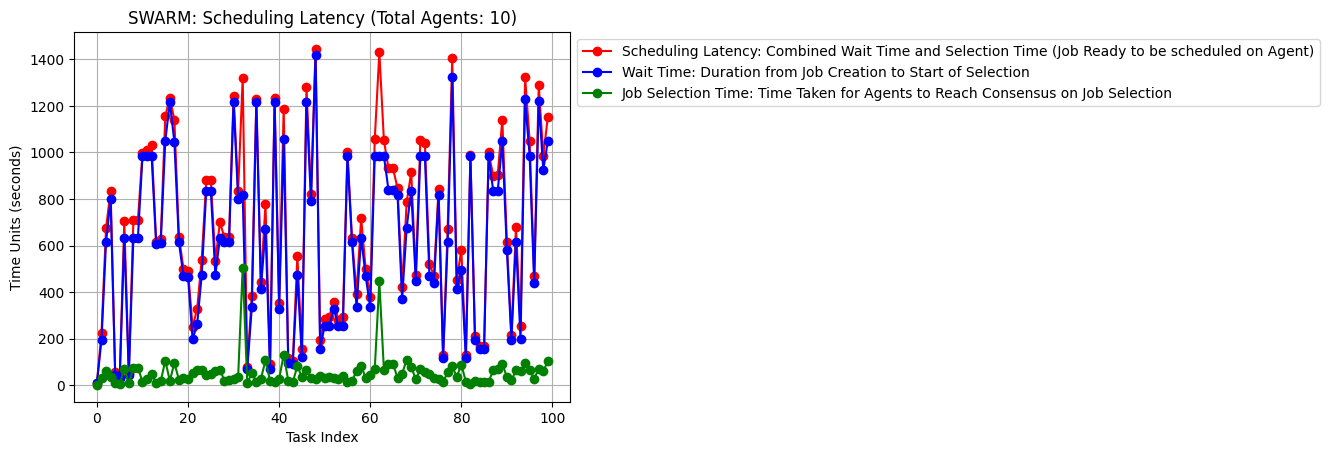 SWARM: Scheduling Latency (Total Agents: 10)
Scheduling Latency: Combined Wait Time and Selection Time (Job Ready to be scheduled on Agent)
Wait Time: Duration from Job Creation to Start of Selection
Job Selection Time: Time Taken for Agents to Reach Consensus on Job Selection
Time Units (seconds)
1400
1200
1000
800
600
400
200
0
0 20 40 60 80 100
Task Index